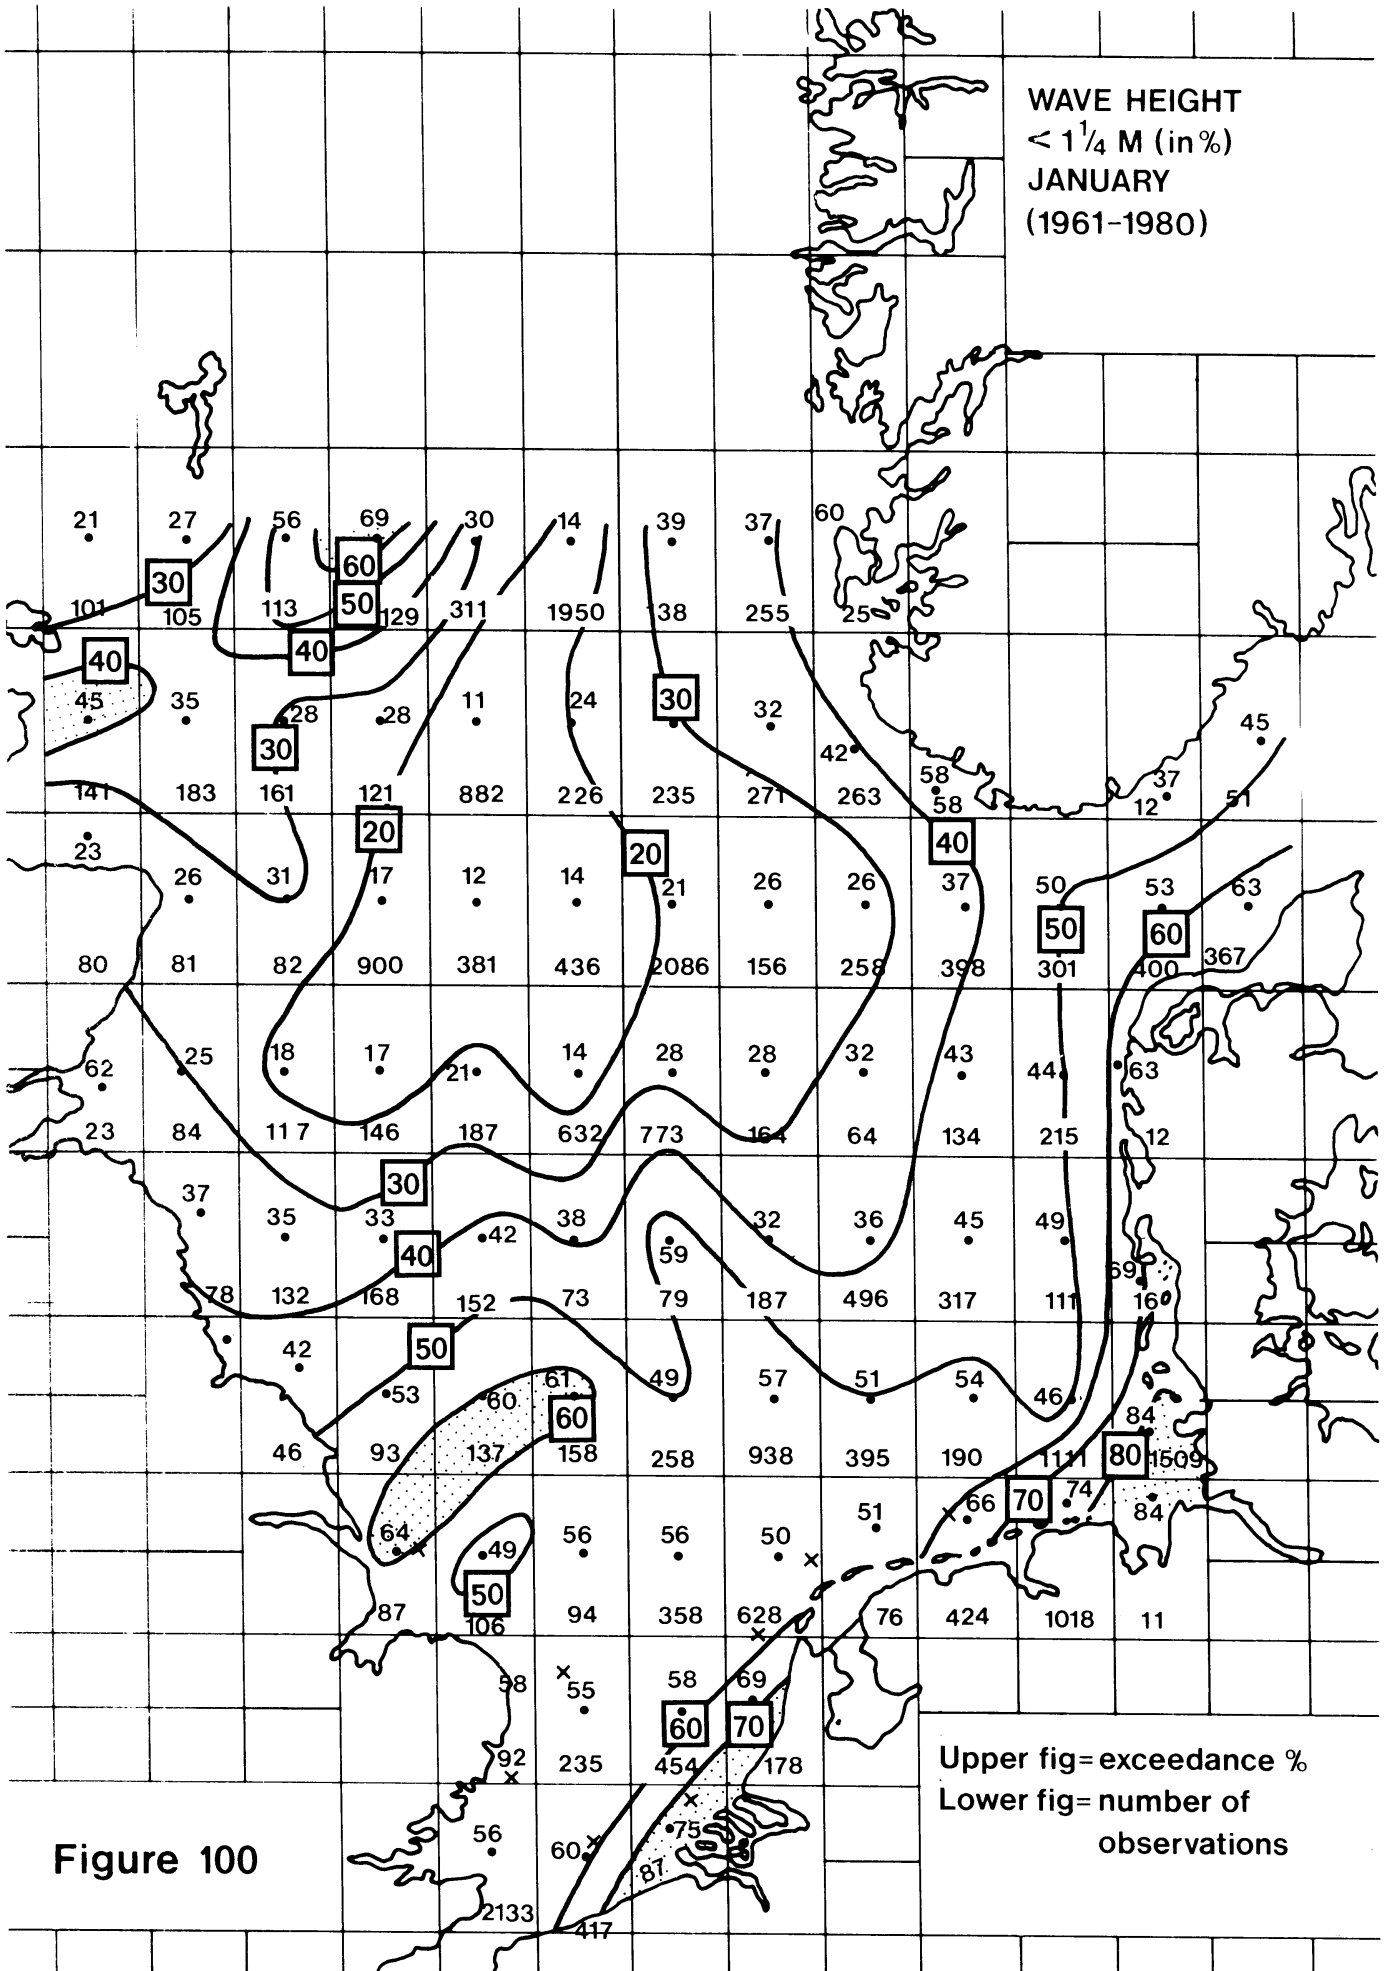 WAVE HEIGHT
< 1¼ M (in %)
JANUARY
(1961-1980)
21 27 56 69 30 14 39 37 60
60
30
50
101 105 113 129 311 1950 138 255 25
40
40
45 35 28 28 11 24 30 32 45
30
42
58 37
141 183 161 121 882 226 235 271 263 58 12 51
20 20 40
23
26 31 17 12 14 21 26 26 37 50 53 63
50 60
80 81 82 900 381 436 2086 156 258 398 301 400 367
62 25 18 17 21 14 28 28 32 43 44 63
23 84 117 146 187 632 773 164 64 134 215 12
30
37 35 33 42 38 59 32 36 45 49
40
69
78 132 168 152 73 79 187 496 317 111 16
50
42 53 60 61 49 57 51 54 46
60 84
46 93 137 158 258 938 395 190 1111 80 1509
64 49 56 56 50 51 66 70 74 84
50
87 106 94 358 628 76 424 1018 11
58 55 58 69
60 70
92 235 454 178
Upper fig= exceedance %
Lower fig= number of
observations
56 60 75
87
Figure 100
2133 417